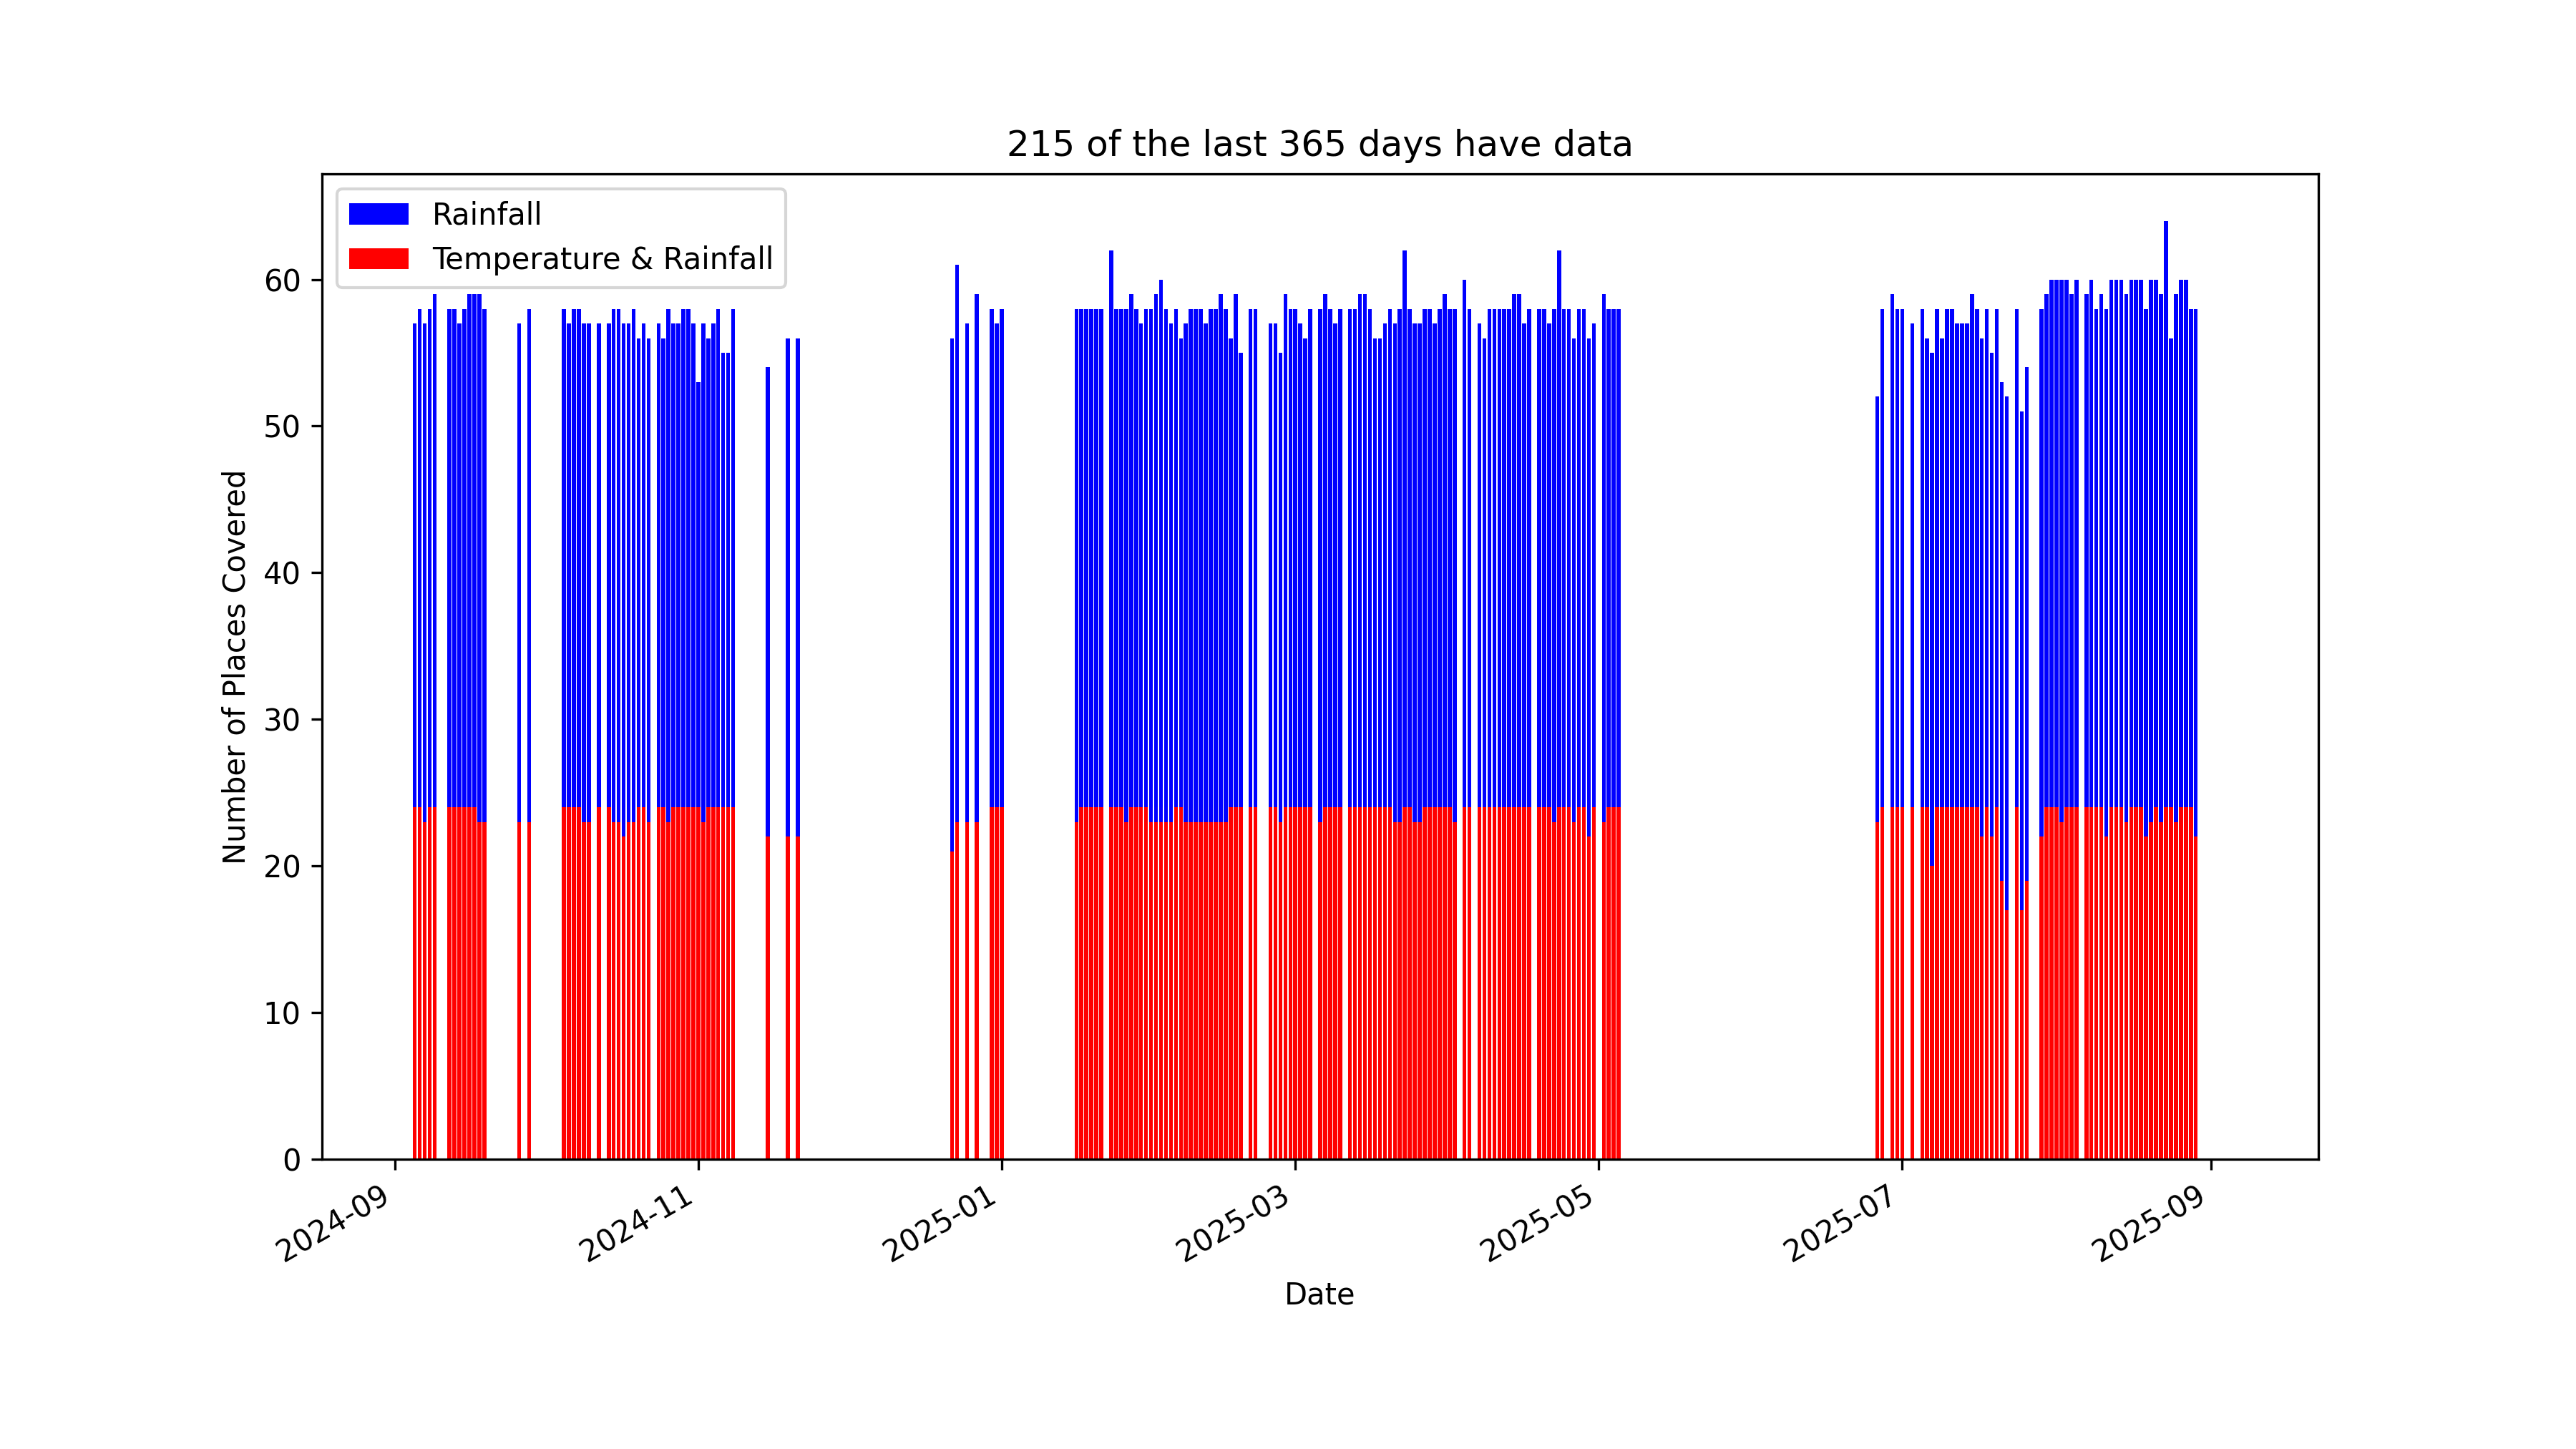 215 of the last 365 days have data
Rainfall
Temperature & Rainfall
Number of Places Covered
60
50
40
30
20
10
0
2024-09
2024-11
2025-01
2025-03
2025-05
2025-07
2025-09
Date